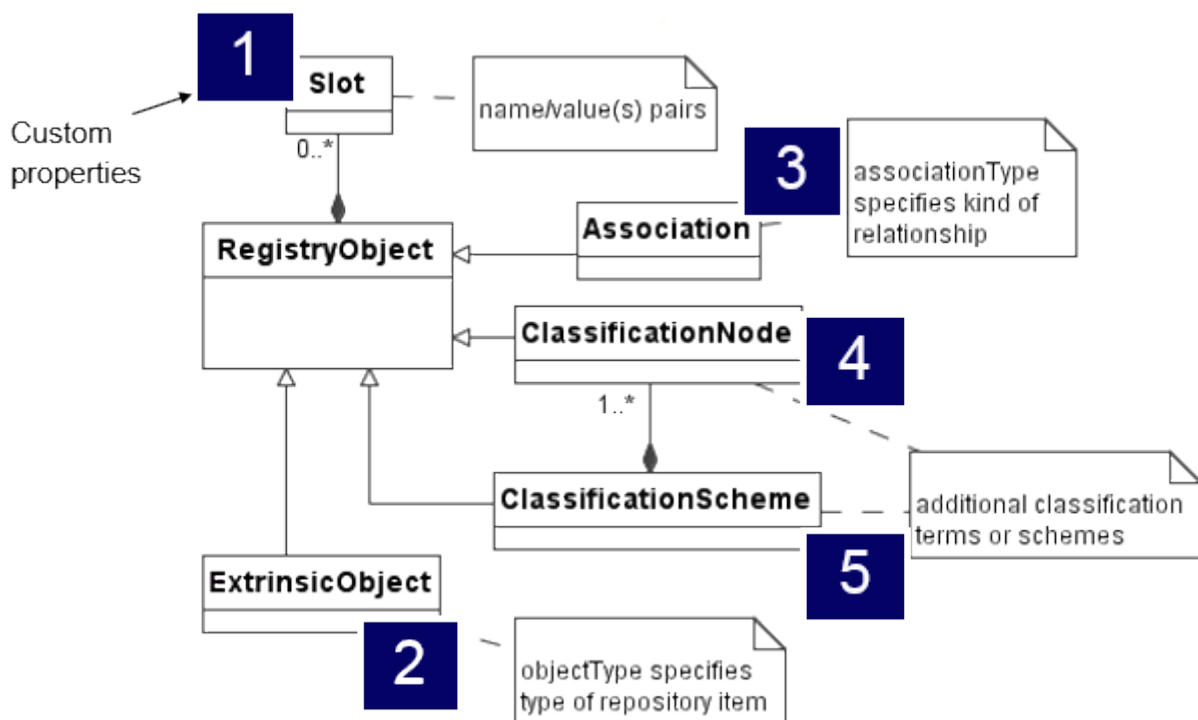 1
Slot
name/value(s) pairs
Custom
properties
0..*
3
associationType
specifies kind of
relationship
RegistryObject
Association
ClassificationNode
4
1..*
ClassificationScheme
additional classification
terms or schemes
5
ExtrinsicObject
2
objectType specifies
type of repository item